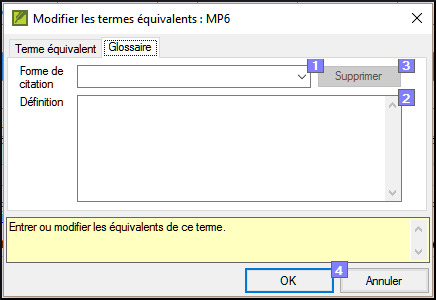 Modifier les termes équivalents : MP6
Terme équivalent Glossaire
Forme de citation
1
Supprimer
3
Définition
2
Entrer ou modifier les équivalents de ce terme.
4
OK
Annuler